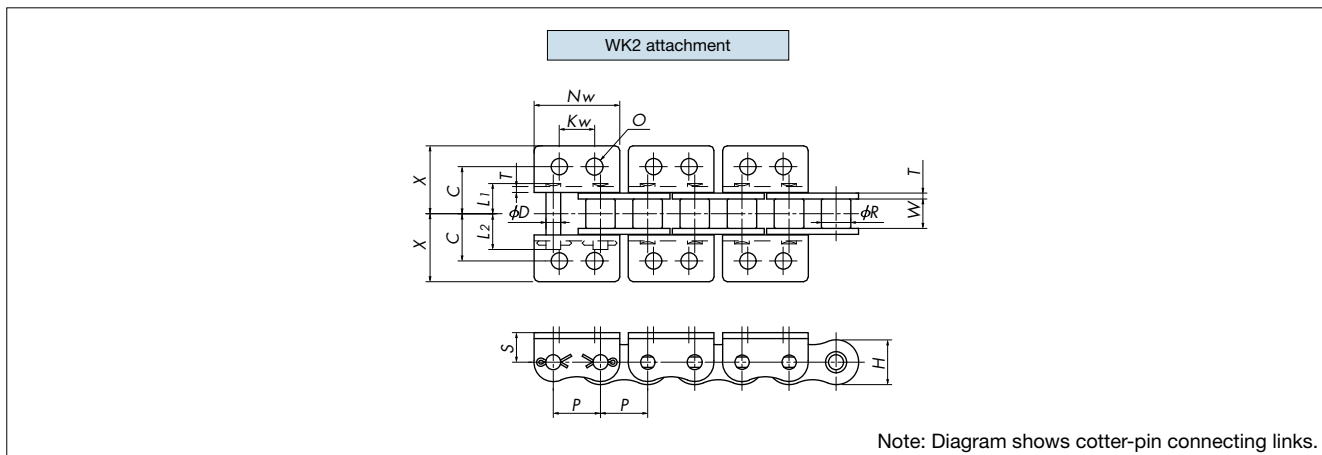 WK2 attachment
Nw
Kw
O
X
C
T
L1
ϕD
L2
C
X
T
W
ϕR
S
H
P
P
Note: Diagram shows cotter-pin connecting links.